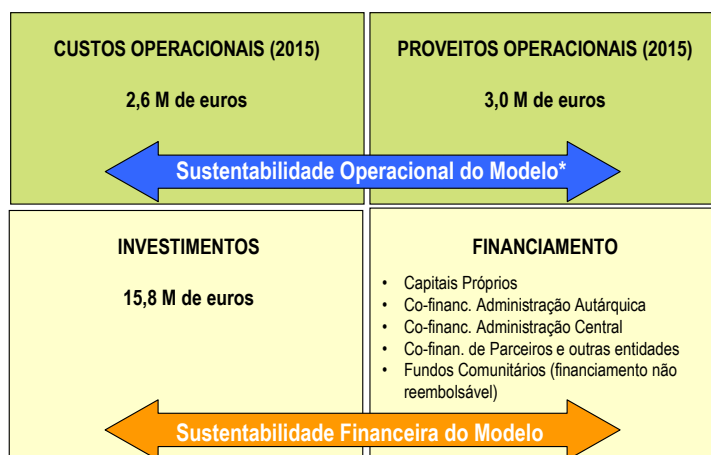 CUSTOS OPERACIONAIS (2015)
2,6 M de euros
PROVEITOS OPERACIONAIS (2015)
3,0 M de euros
Sustentabilidade Operacional do Modelo*
INVESTIMENTOS
15,8 M de euros
FINANCIAMENTO
• Capitais Próprios
• Co-financ. Administração Autárquica
• Co-financ. Administração Central
• Co-finan. de Parceiros e outras entidades
• Fundos Comunitários (financiamento não
reembolsável)
Sustentabilidade Financeira do Modelo